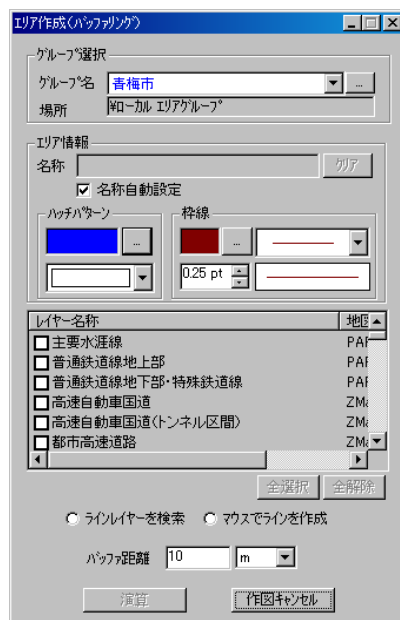 エリア作成(バッファリング)
グループ選択
グループ名 青梅市 ...
場所 ¥ローカル エリアグループ
エリア情報
名称 クリア
名称自動設定
ハッチパターン 枠線
... ...
0.25 pt
レイヤー名称 地図
主要水涯線 PAF
普通鉄道線地上部 PAF
普通鉄道線地下部・特殊鉄道線 PAF
高速自動車国道 ZMa
高速自動車国道(トンネル区間) ZMa
都市高速道路 ZMa
全選択 全解除
ラインレイヤーを検索 マウスでラインを作成
バッファ距離 10 m
演算 作図キャンセル